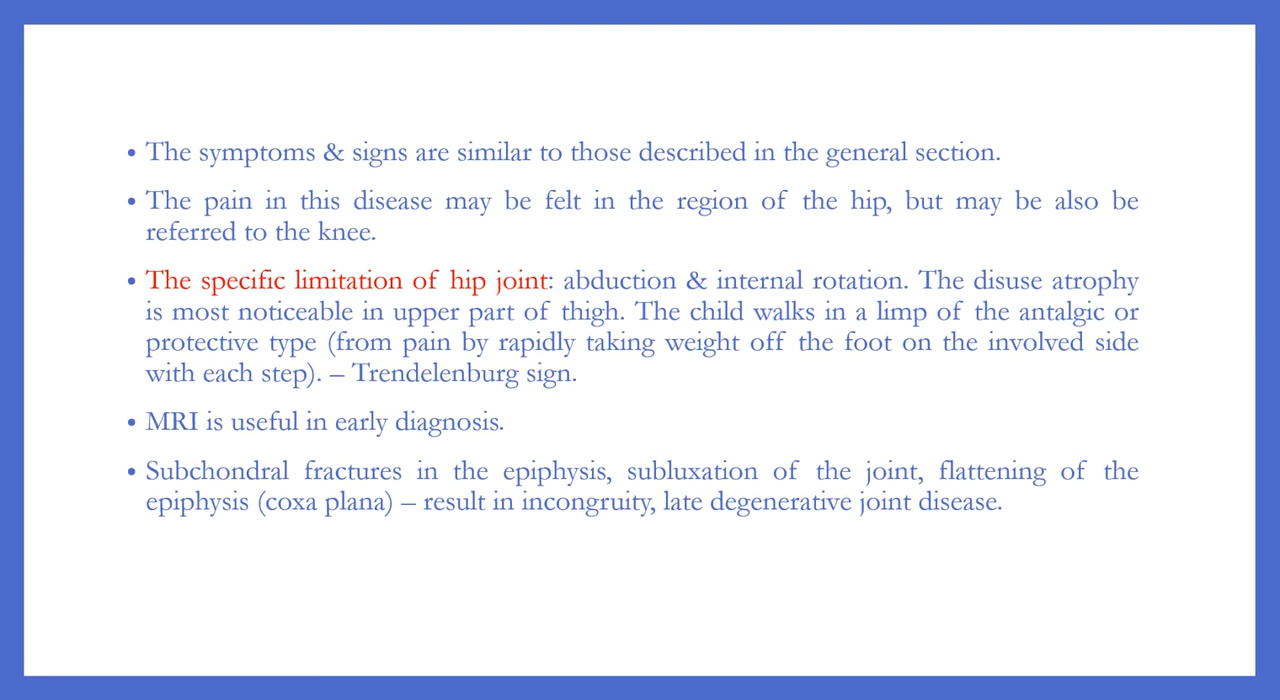 • The symptoms & signs are similar to those described in the general section.
• The pain in this disease may be felt in the region of the hip, but may be also be
referred to the knee.
• The specific limitation of hip joint: abduction & internal rotation. The disuse atrophy
is most noticeable in upper part of thigh. The child walks in a limp of the antalgic or
protective type (from pain by rapidly taking weight off the foot on the involved side
with each step). – Trendelenburg sign.
• MRI is useful in early diagnosis.
• Subchondral fractures in the epiphysis, subluxation of the joint, flattening of the
epiphysis (coxa plana) – result in incongruity, late degenerative joint disease.